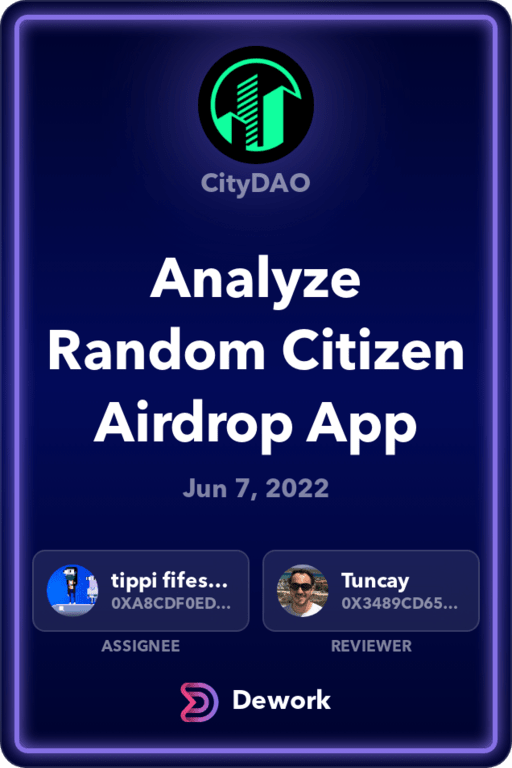 CityDAO
Analyze
Random Citizen
Airdrop App
Jun 7, 2022
tippi fifes...
0XA8CDF0ED...
Tuncay
0X3489CD65...
ASSIGNEE
REVIEWER
Dework